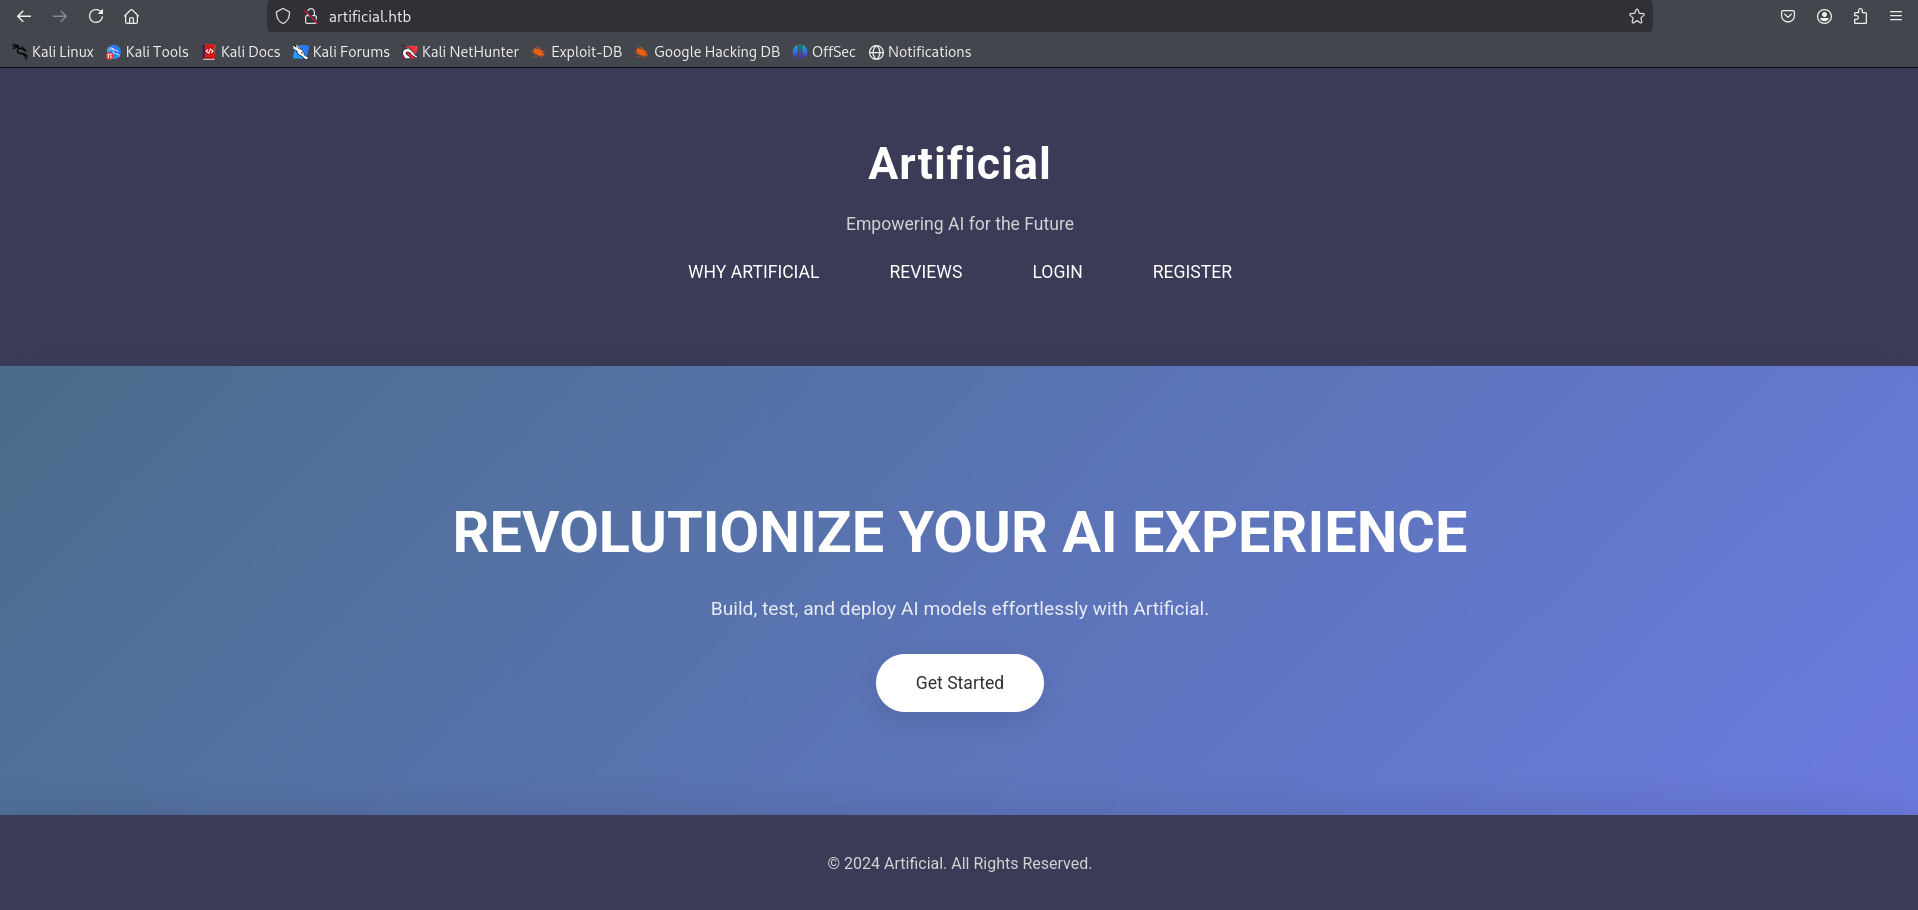 artificial.htb
Kali Linux Kali Tools Kali Docs Kali Forums Kali NetHunter Exploit-DB Google Hacking DB OffSec Notifications
Artificial
Empowering AI for the Future
WHY ARTIFICIAL REVIEWS LOGIN REGISTER
REVOLUTIONIZE YOUR AI EXPERIENCE
Build, test, and deploy AI models effortlessly with Artificial.
Get Started
© 2024 Artificial. All Rights Reserved.